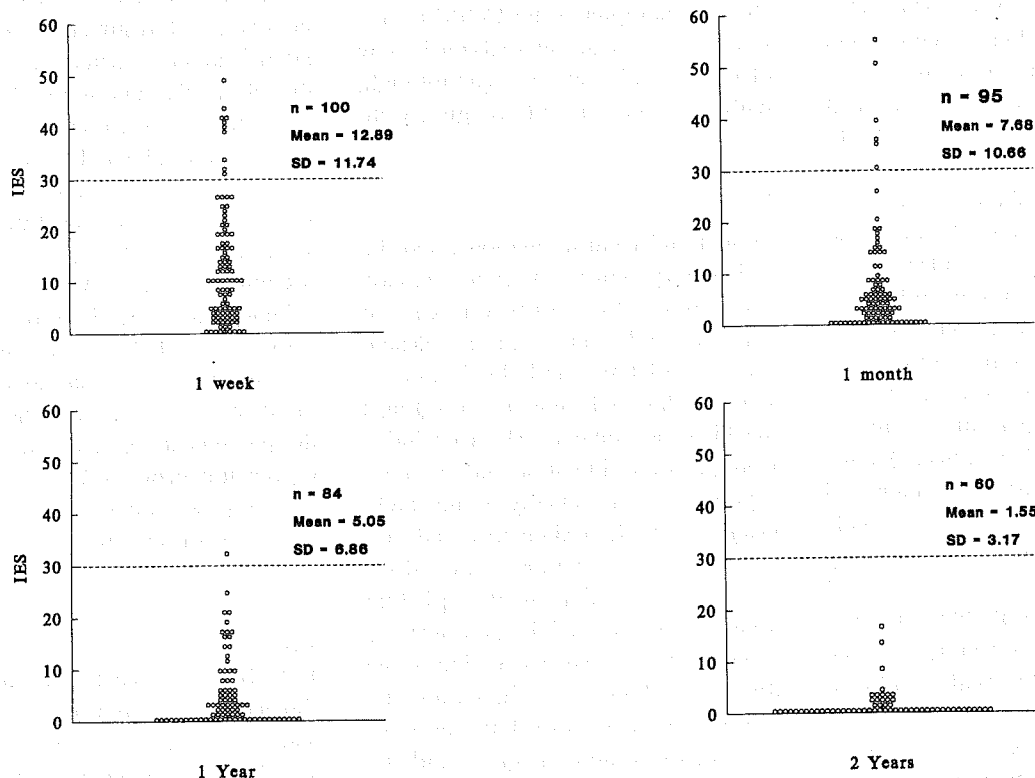 60
50
40
30
20
10
0
IES
n = 100
Mean = 12.89
SD = 11.74
1 week
60
50
40
30
20
10
0
n = 95
Mean = 7.68
SD = 10.66
1 month
60
50
40
30
20
10
0
IES
n = 84
Mean = 5.05
SD = 6.86
1 Year
60
50
40
30
20
10
0
n = 60
Mean = 1.55
SD = 3.17
2 Years